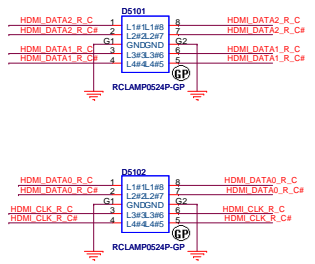 D5101
HDMI_DATA2_R_C 1 L1#1L1#8 8 HDMI_DATA2_R_C
HDMI_DATA2_R_C# 2 L2#2L2#7 7 HDMI_DATA2_R_C#
G1 GNDGND G2
HDMI_DATA1_R_C 3 L3#3L3#6 6 HDMI_DATA1_R_C
HDMI_DATA1_R_C# 4 L4#4L4#5 5 HDMI_DATA1_R_C#
GP
RCLAMP0524P-GP
D5102
HDMI_DATA0_R_C 1 L1#1L1#8 8 HDMI_DATA0_R_C
HDMI_DATA0_R_C# 2 L2#2L2#7 7 HDMI_DATA0_R_C#
G1 GNDGND G2
HDMI_CLK_R_C 3 L3#3L3#6 6 HDMI_CLK_R_C
HDMI_CLK_R_C# 4 L4#4L4#5 5 HDMI_CLK_R_C#
GP
RCLAMP0524P-GP